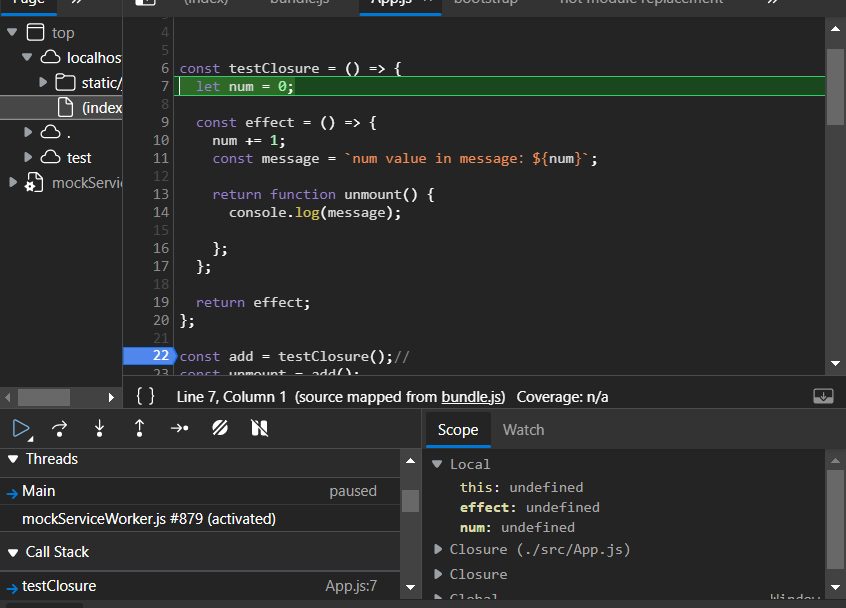 Page
(index)
bundle.js
App.js
bootstrap
hot module replacement
top
localhos
static/
(index
.
test
mockServi
4
5
6 const testClosure = () => {
7 let num = 0;
8
9 const effect = () => {
10 num += 1;
11 const message = `num value in message: ${num}`;
12
13 return function unmount() {
14 console.log(message);
15
16 };
17 };
18
19 return effect;
20 };
21
22 const add = testClosure();//
23 const unmount = add();
{ } Line 7, Column 1 (source mapped from bundle.js) Coverage: n/a
Threads
Main paused
mockServiceWorker.js #879 (activated)
Call Stack
testClosure App.js:7
Scope Watch
Local
this: undefined
effect: undefined
num: undefined
Closure (./src/App.js)
Closure
Global Window